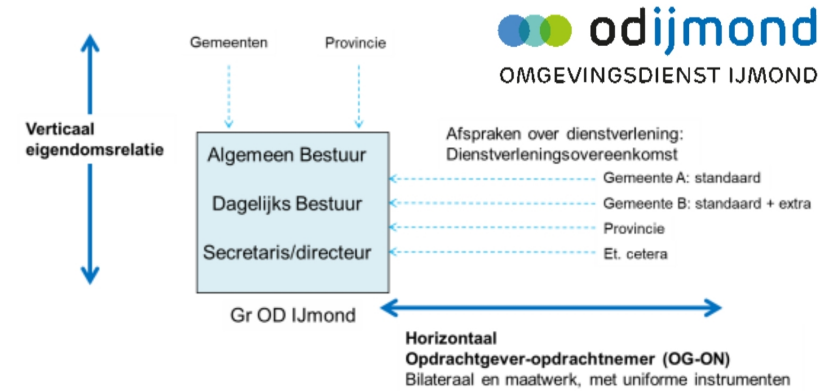 odijmond
OMGEVINGSDIENST IJMOND
Gemeenten
Provincie
Verticaal
eigendomsrelatie
Algemeen Bestuur
Dagelijks Bestuur
Secretaris/directeur
Gr OD IJmond
Afspraken over dienstverlening:
Dienstverleningsovereenkomst
Gemeente A: standaard
Gemeente B: standaard + extra
Provincie
Et. cetera
Horizontaal
Opdrachtgever-opdrachtnemer (OG-ON)
Bilateraal en maatwerk, met uniforme instrumenten